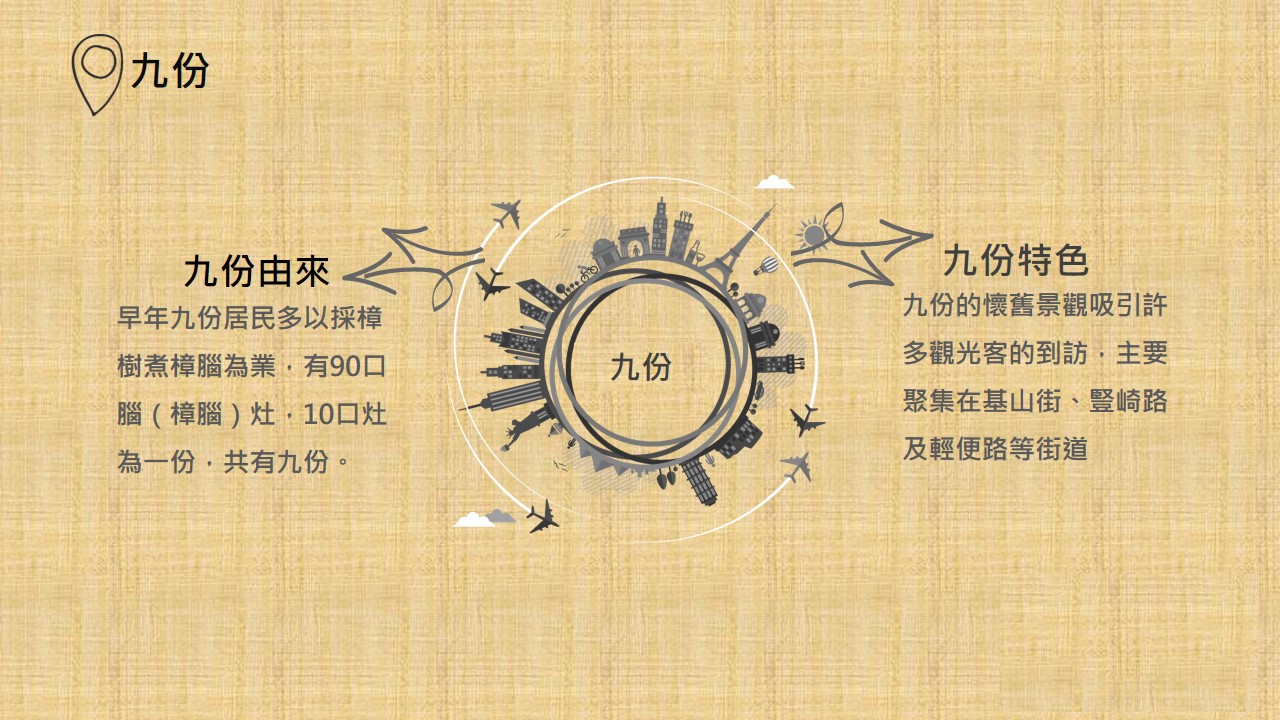 九份
九份由來
早年九份居民多以採樟
樹煮樟腦為業，有90口
腦（樟腦）灶，10口灶
為一份，共有九份。
九份
九份特色
九份的懷舊景觀吸引許
多觀光客的到訪，主要
聚集在基山街、豎崎路
及輕便路等街道